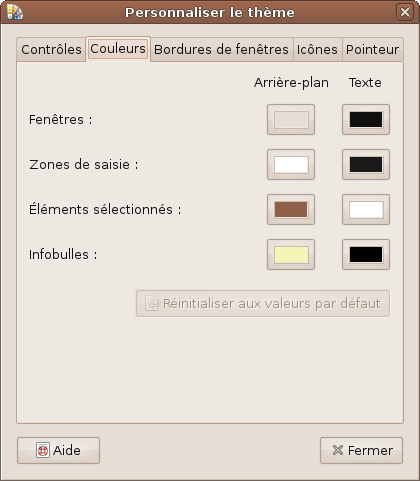 Personnaliser le thème
Contrôles Couleurs Bordures de fenêtres Icônes Pointeur
Arrière-plan Texte
Fenêtres :
Zones de saisie :
Éléments sélectionnés :
Infobulles :
Réinitialiser aux valeurs par défaut
Aide Fermer